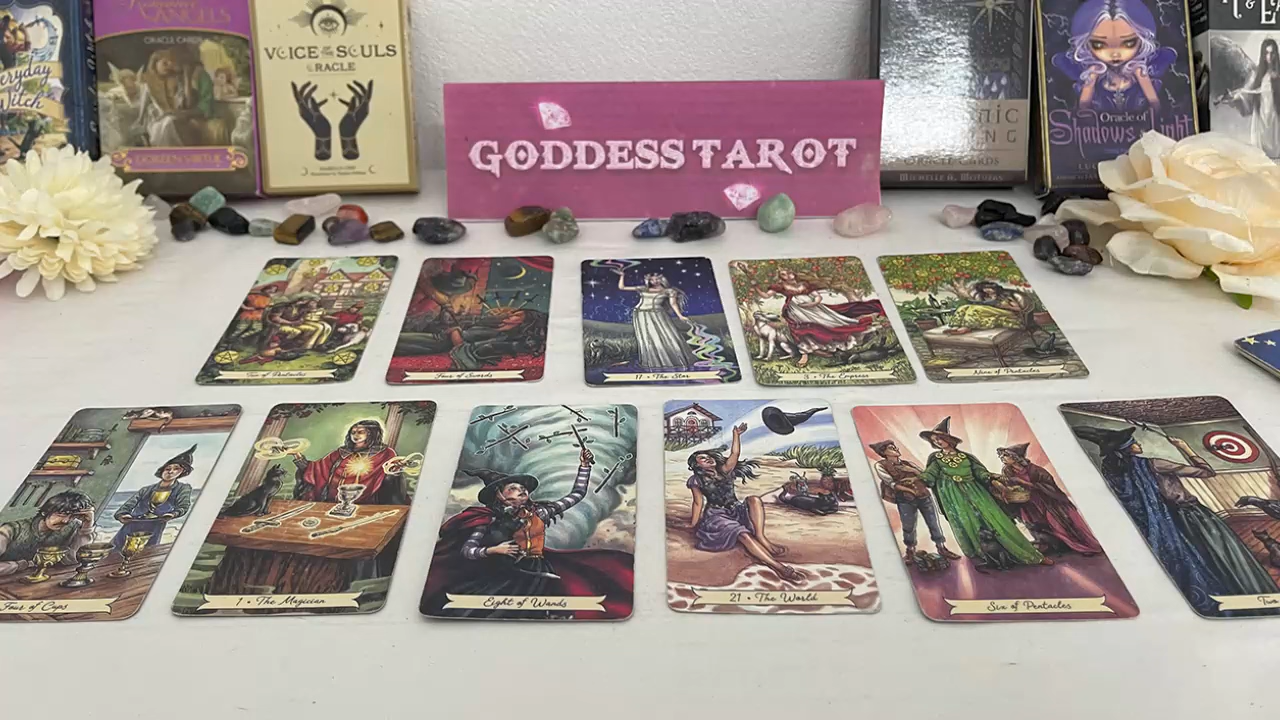 Everyday
Witch
ANGELS
ORACLE CARDS
DOREEN VIRTUE
VOICE OF THE SOULS
ORACLE
GODDESS TAROT
ORACLE CARDS
Oracle of
Shadows & Light
Ten of Pentacles
Four of Swords
17 • The Star
3 • The Empress
Nine of Pentacles
Four of Cups
1 • The Magician
Eight of Wands
21 • The World
Six of Pentacles